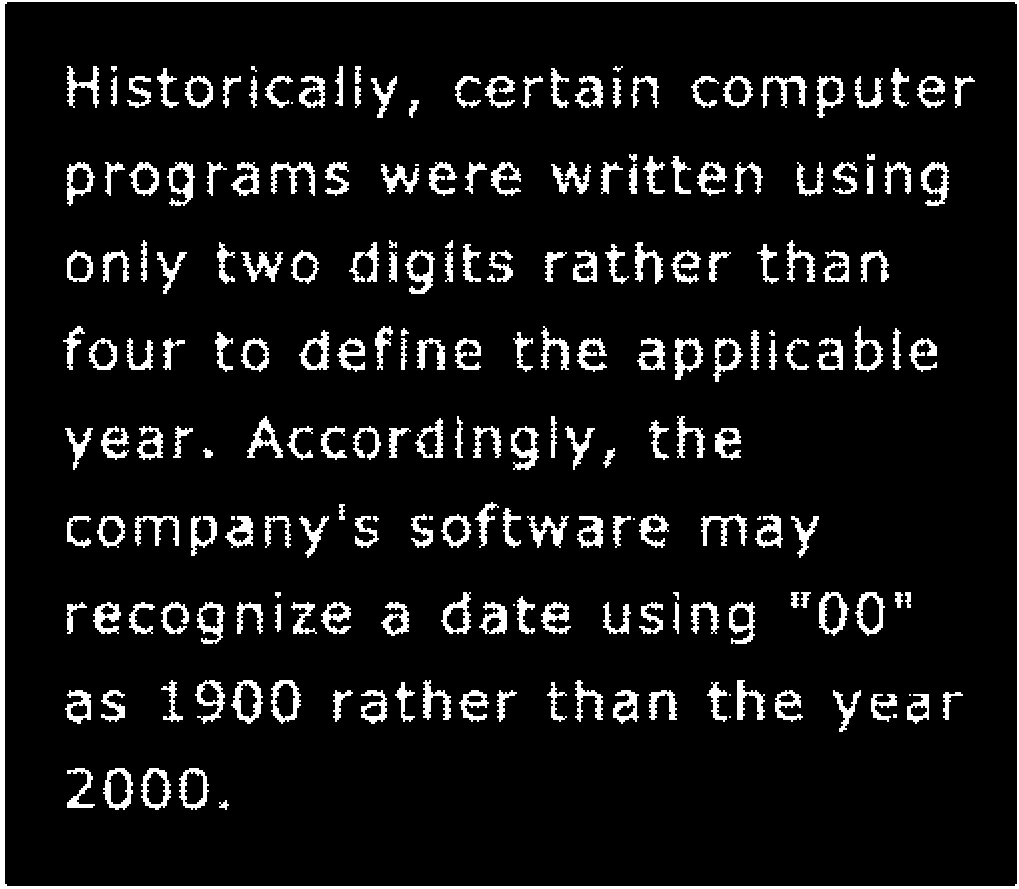 Historically, certain computer
programs were written using
only two digits rather than
four to define the applicable
year. Accordingly, the
company's software may
recognize a date using "00"
as 1900 rather than the year
2000.